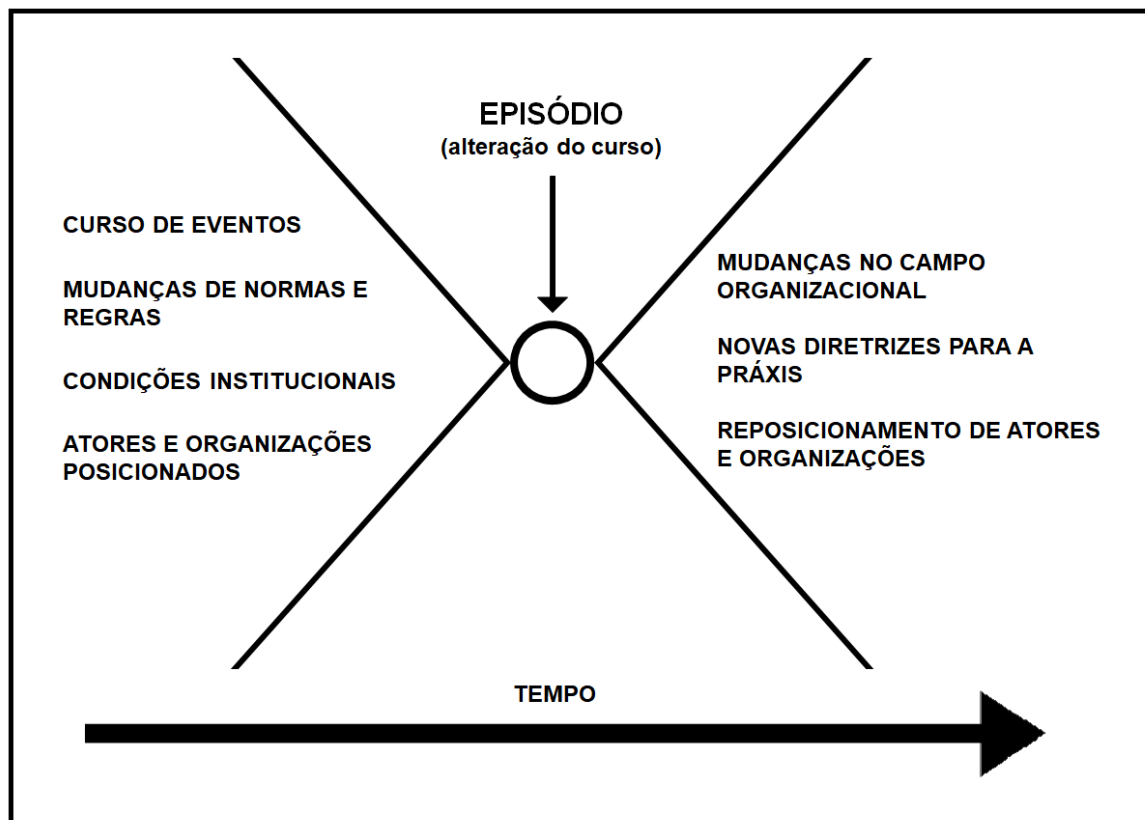 EPISÓDIO
(alteração do curso)
CURSO DE EVENTOS
MUDANÇAS DE NORMAS E
REGRAS
CONDIÇÕES INSTITUCIONAIS
ATORES E ORGANIZAÇÕES
POSICIONADOS
MUDANÇAS NO CAMPO
ORGANIZACIONAL
NOVAS DIRETRIZES PARA A
PRÁXIS
REPOSICIONAMENTO DE ATORES
E ORGANIZAÇÕES
TEMPO